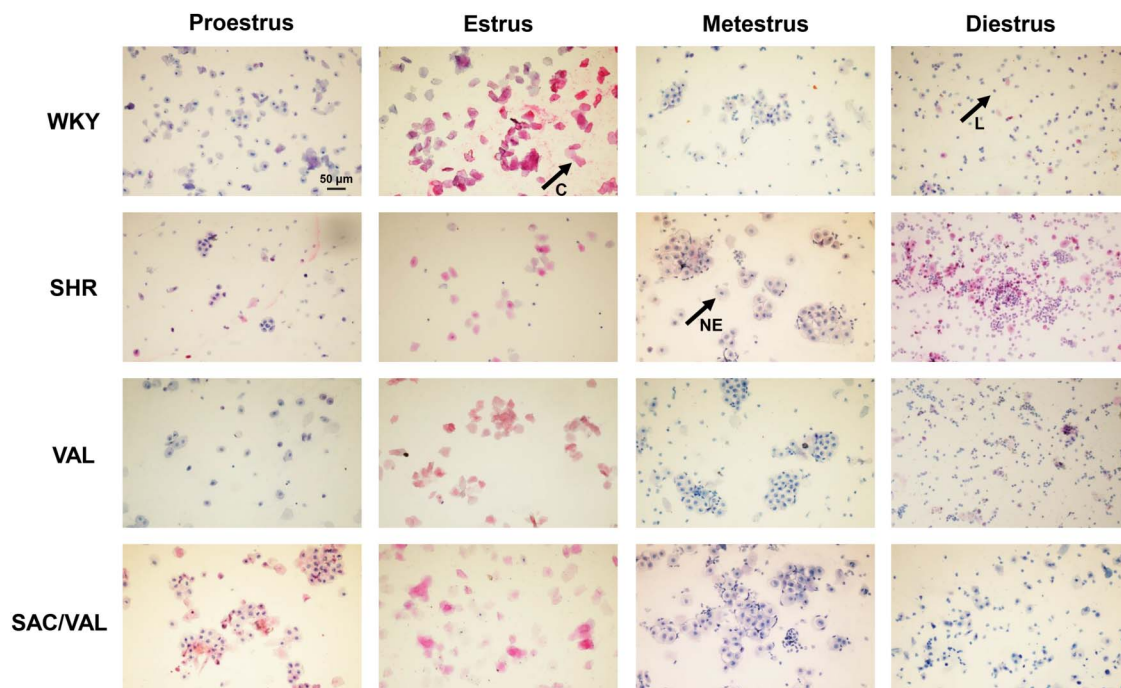 Proestrus Estrus Metestrus Diestrus
WKY
50 µm
C
L
SHR
NE
VAL
SAC/VAL